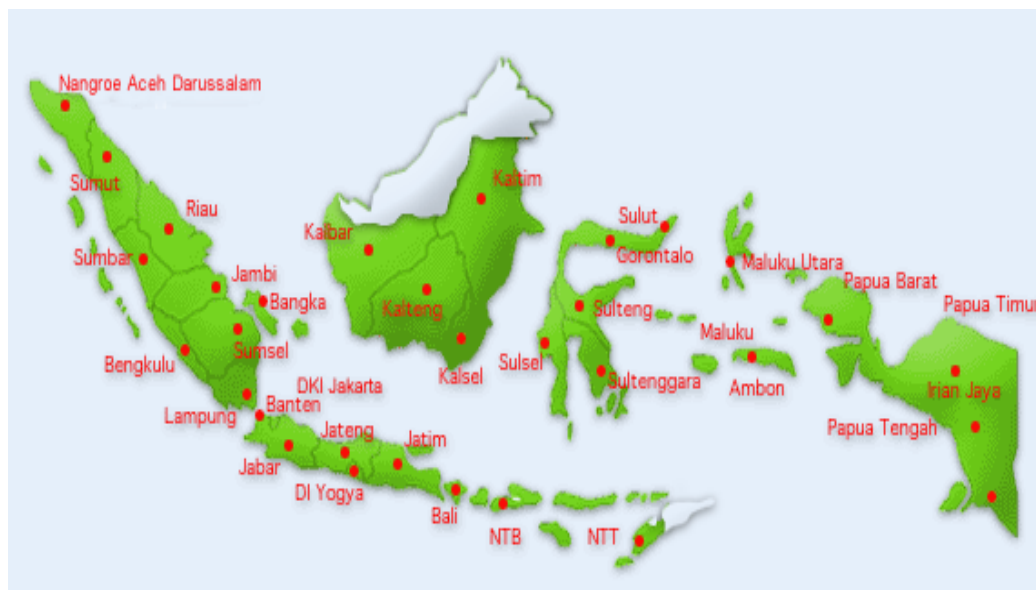 Nangroe Aceh Darussalam
Sumut
Kaltim
Riau
Sulut
Kalbar
Gorontalo
Sumbar
Maluku Utara
Jambi
Papua Barat
Bangka
Kalteng
Sulteng
Papua Timur
Maluku
Sumsel
Bengkulu
Sulsel
Kalsel
Sultenggara
Ambon
DKI Jakarta
Irian Jaya
Lampung
Banten
Jateng
Papua Tengah
Jatim
Jabar
DI Yogya
Bali
NTB
NTT